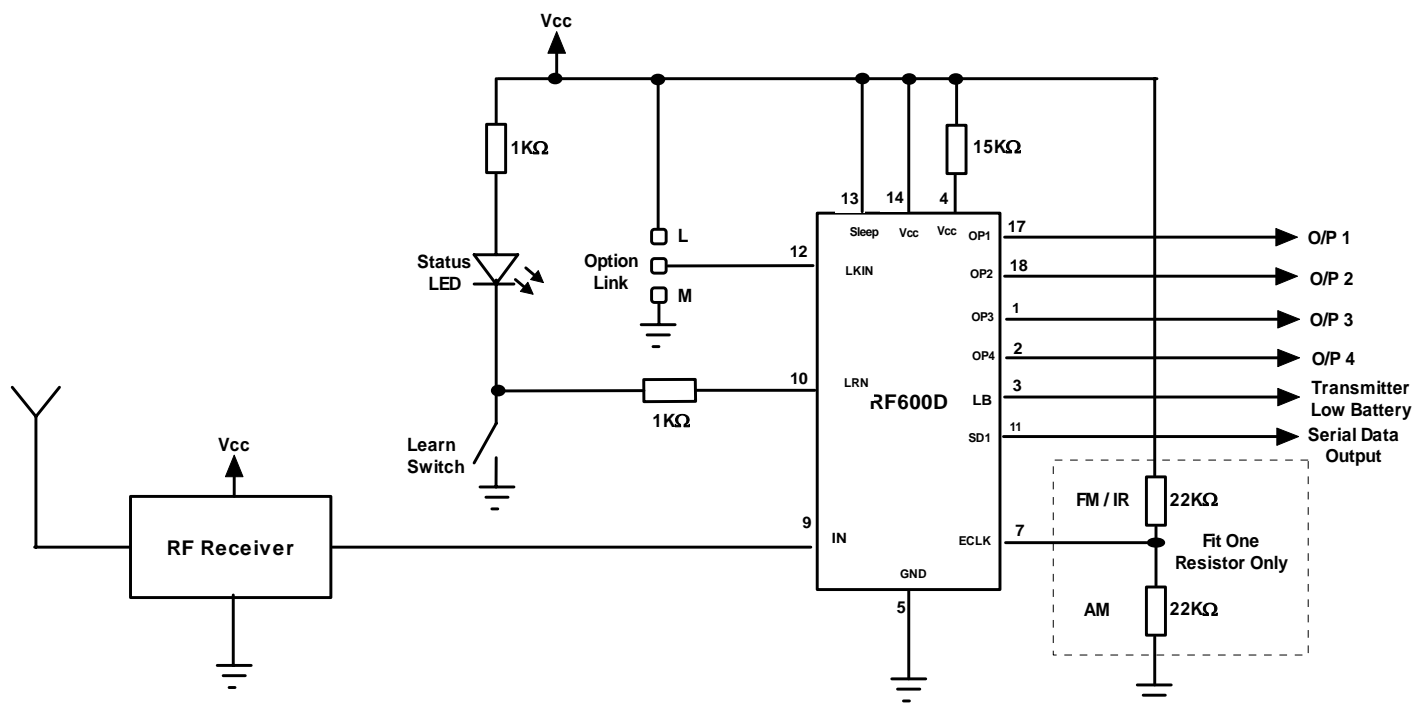 Vcc
1KΩ
15KΩ
13
14
4
Sleep
Vcc
Vcc
OP1
17
O/P 1
L
Status
LED
Option
Link
12
LKIN
OP2
18
O/P 2
M
OP3
1
O/P 3
OP4
2
O/P 4
10
LRN
RF600D
LB
3
Transmitter
Low Battery
1KΩ
SD1
11
Serial Data
Output
Learn
Switch
Vcc
FM / IR
22KΩ
RF Receiver
9
IN
ECLK
7
Fit One
Resistor Only
GND
5
AM
22KΩ